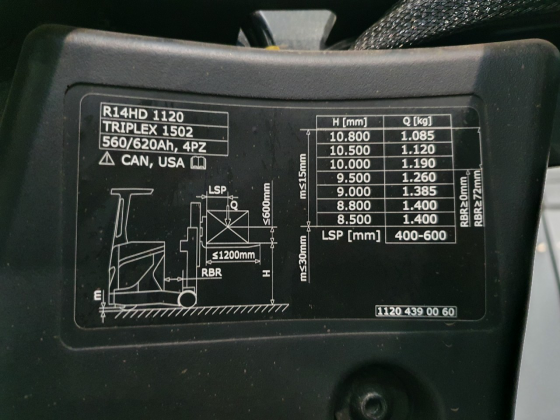 R14HD 1120
TRIPLEX 1502
560/620Ah, 4PZ
CAN, USA
LSP
Q
≤600mm
≤1200mm
H
RBR
m
H [mm] Q [kg]
10.800 1.085
10.500 1.120
10.000 1.190
9.500 1.260
9.000 1.385
8.800 1.400
8.500 1.400
LSP [mm] 400-600
m≤15mm
m≤30mm
RBR≥0mm
RBR≥72mm
1120 439 00 60